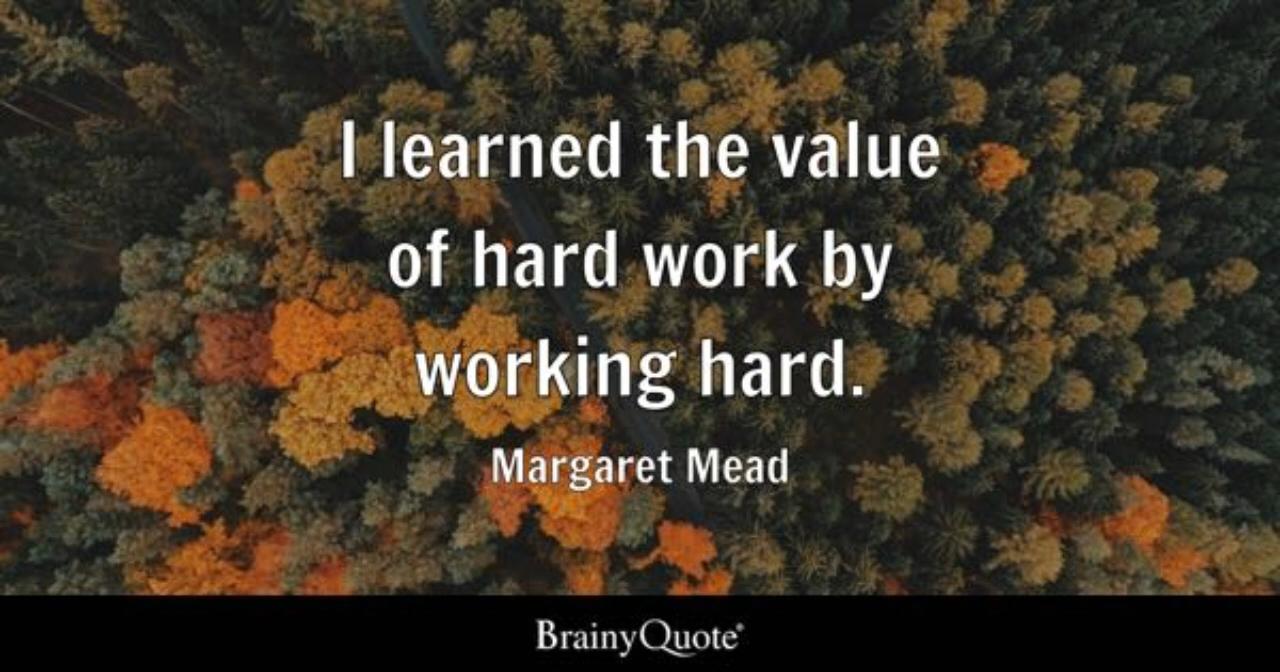 I learned the value
of hard work by
working hard.
Margaret Mead
BrainyQuote®